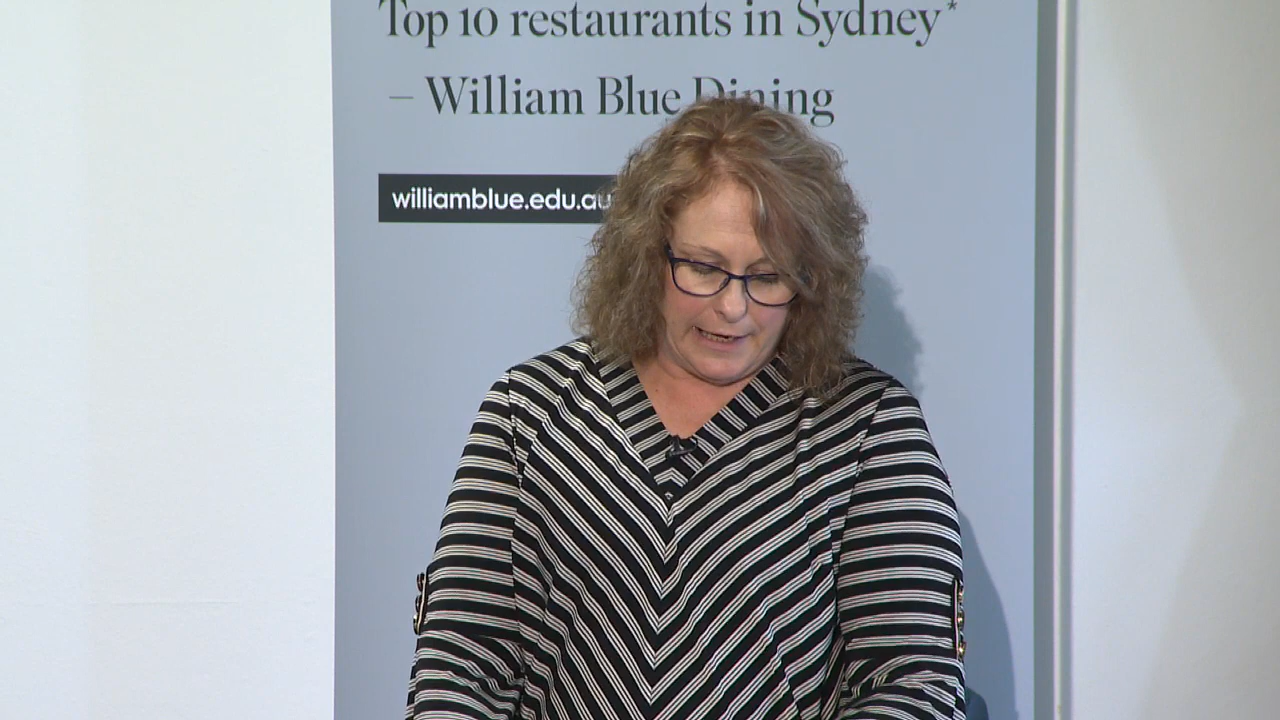 Top 10 restaurants in Sydney*
– William Blue Dining
williamblue.edu.au